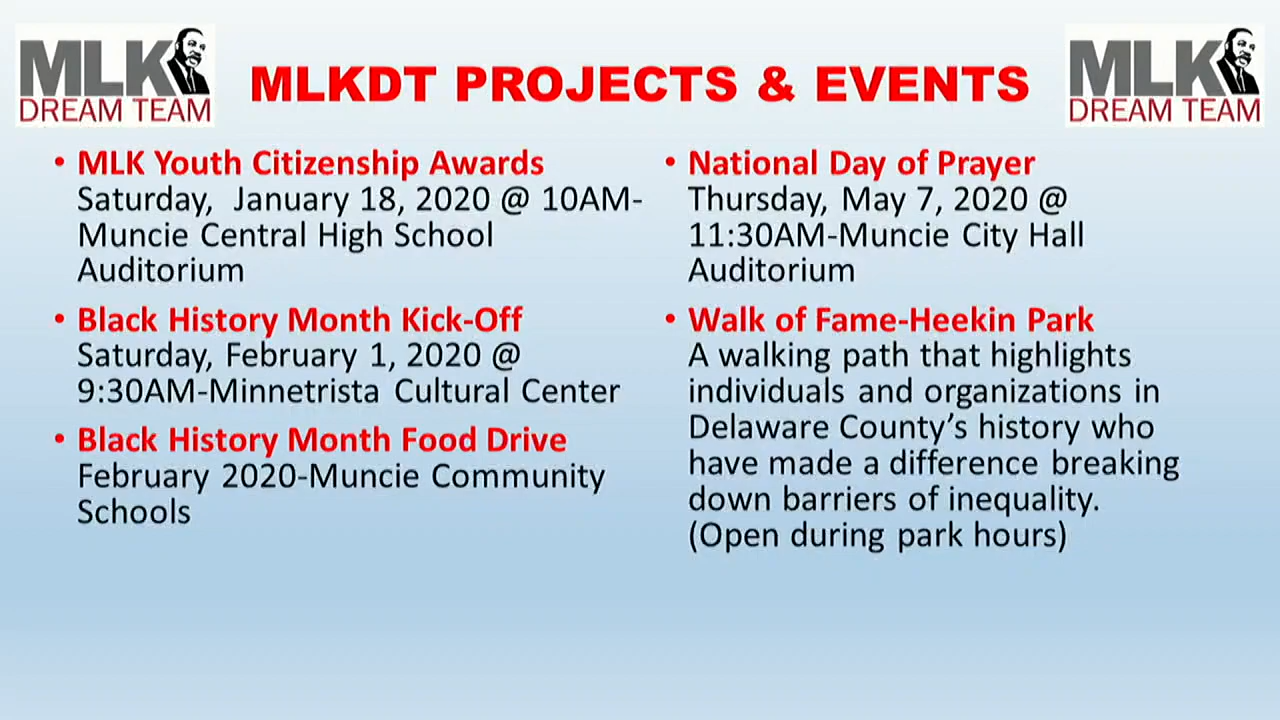 MLK
DREAM TEAM
MLKDT PROJECTS & EVENTS
MLK
DREAM TEAM
• MLK Youth Citizenship Awards
Saturday,  January 18, 2020 @ 10AM-
Muncie Central High School
Auditorium
• Black History Month Kick-Off
Saturday, February 1, 2020 @
9:30AM-Minnetrista Cultural Center
• Black History Month Food Drive
February 2020-Muncie Community
Schools
• National Day of Prayer
Thursday, May 7, 2020 @
11:30AM-Muncie City Hall
Auditorium
• Walk of Fame-Heekin Park
A walking path that highlights
individuals and organizations in
Delaware County’s history who
have made a difference breaking
down barriers of inequality.
(Open during park hours)